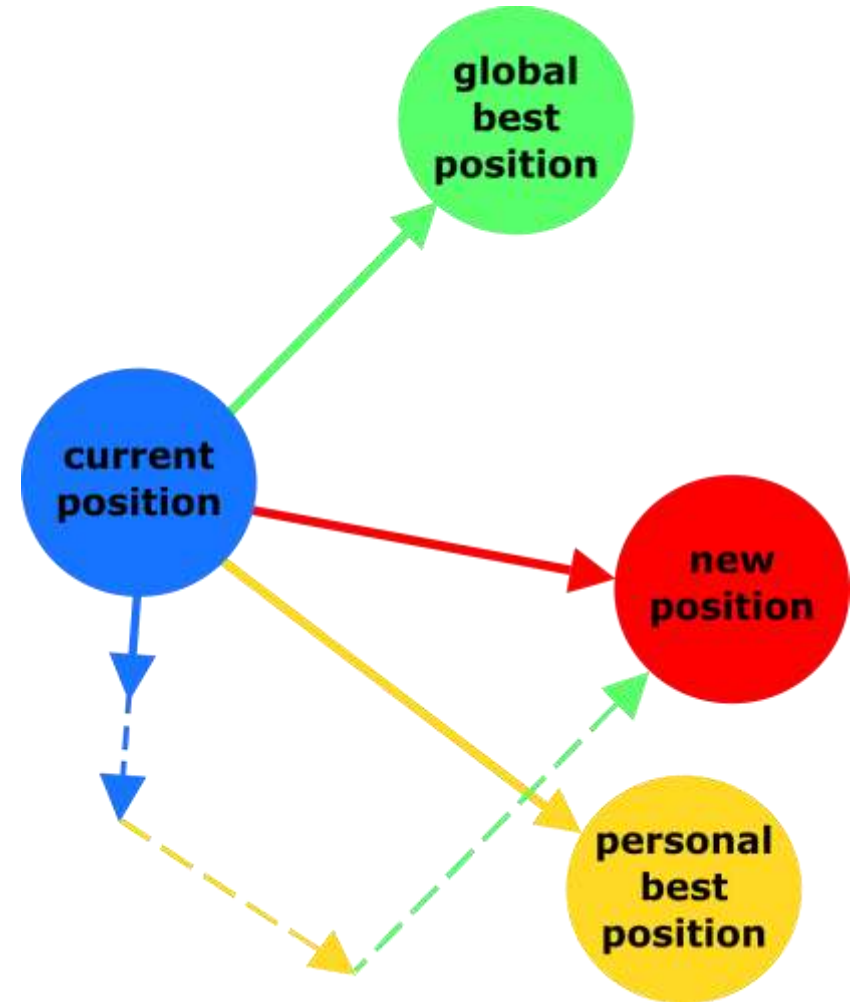 global
best
position
current
position
new
position
personal
best
position